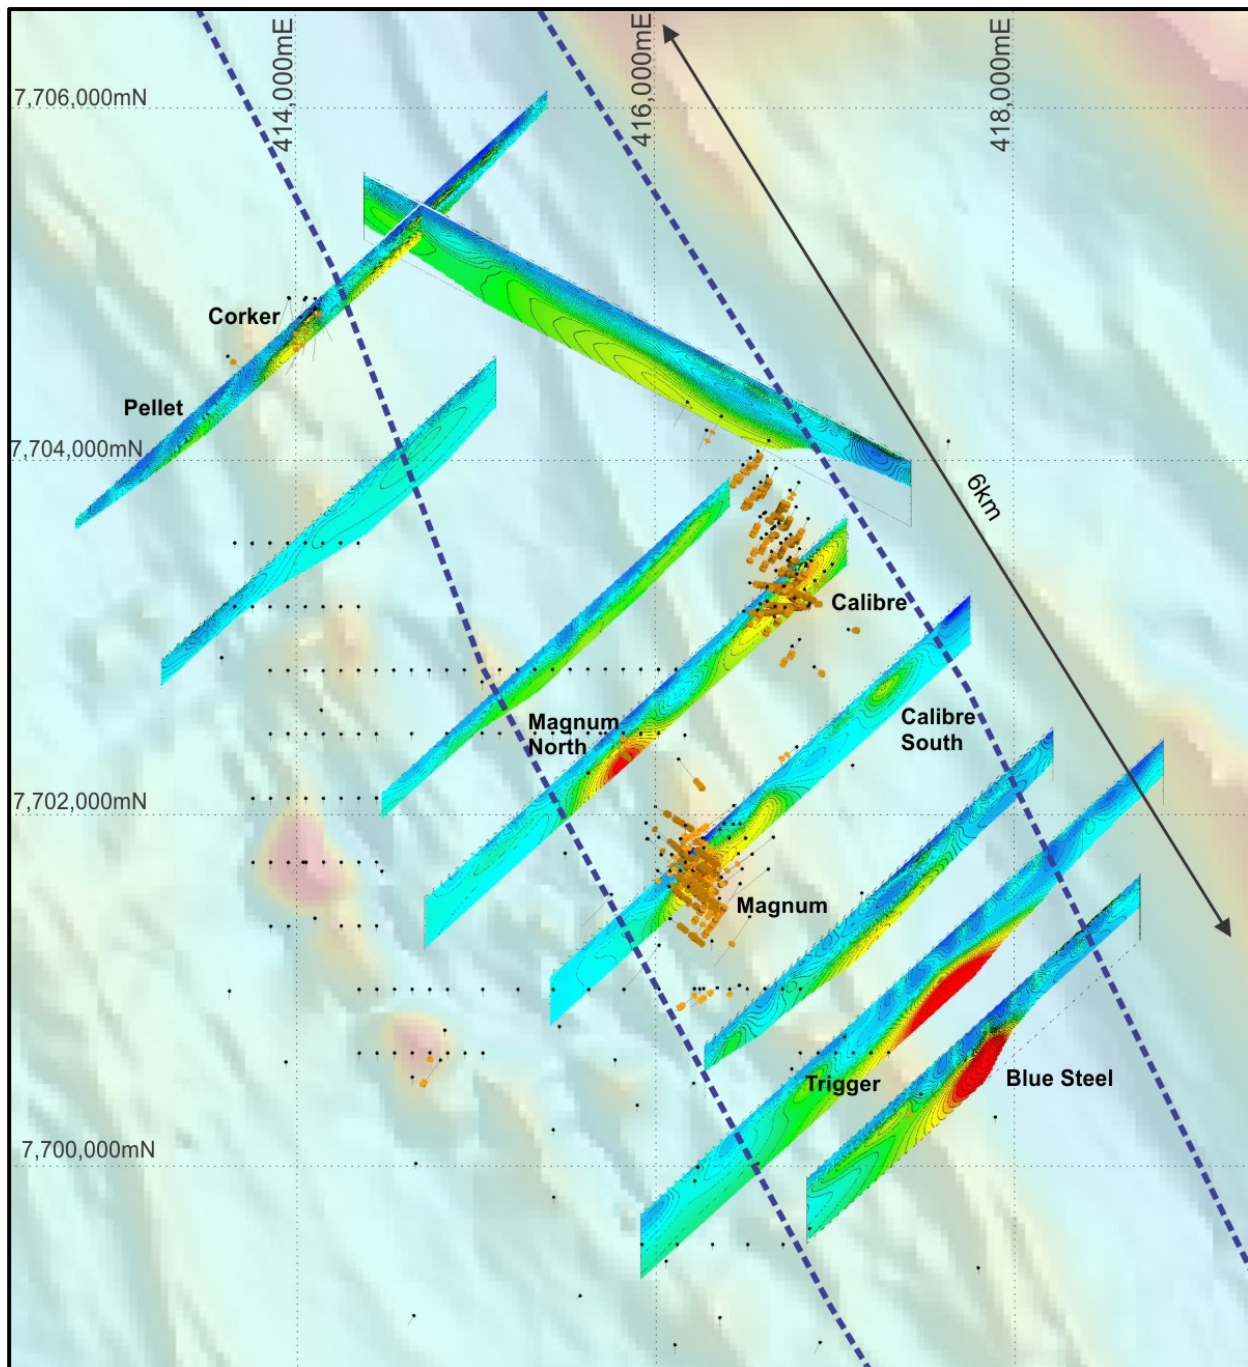 414,000mE
416,000mE
418,000mE
7,706,000mN
Corker
Pellet
7,704,000mN
6km
Calibre
Magnum
North
Calibre
South
7,702,000mN
Magnum
Trigger
Blue Steel
7,700,000mN